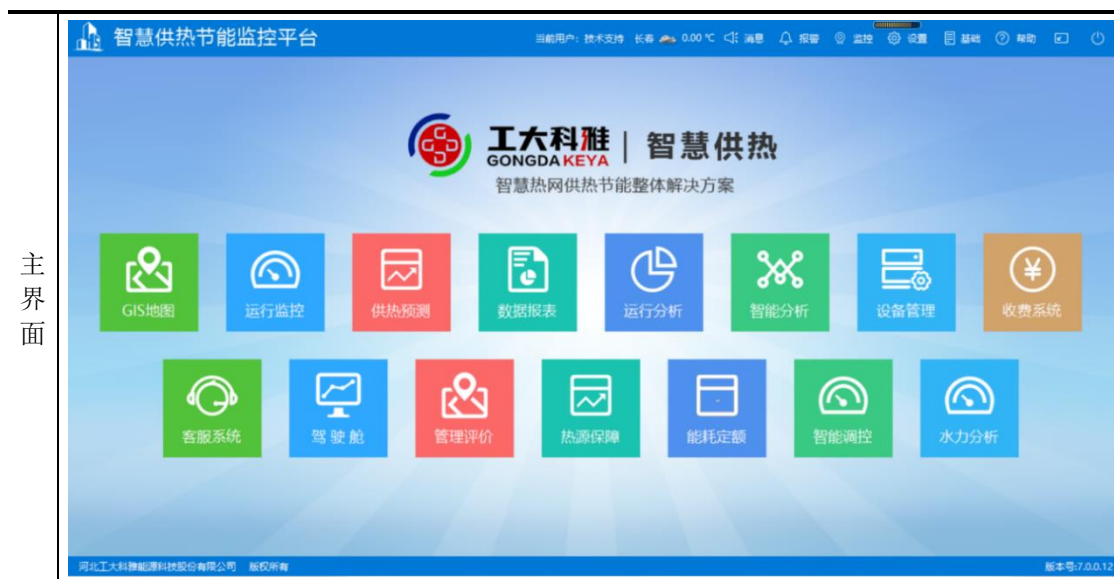 智慧供热节能监控平台
当前用户：技术支持 长春 0.00 ℃ 消息 报警 监控 设置 基础 帮助
工大科雅 | 智慧供热
GONGDA KEYA
智慧热网供热节能整体解决方案
主界面
GIS地图 运行监控 供热预测 数据报表 运行分析 智能分析 设备管理 收费系统
客服系统 驾驶舱 管理评价 热源保障 能耗定额 智能调控 水力分析
河北工大科雅能源科技股份有限公司 版权所有 版本号:7.0.0.12